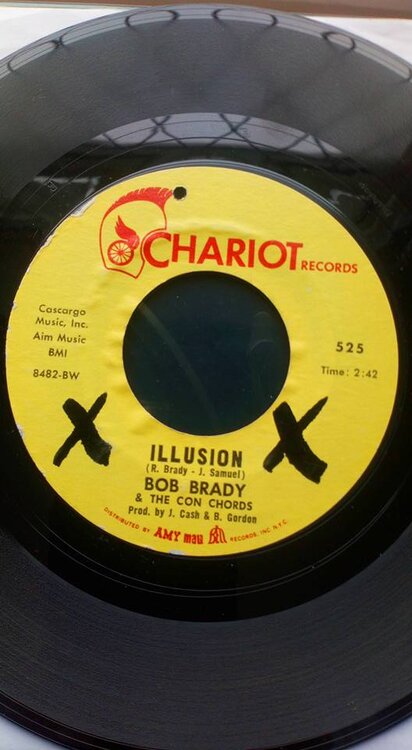 CHARIOT RECORDS
Cascargo
Music, Inc.
Aim Music
BMI
8482-BW
525
Time: 2:42
X X
ILLUSION
(R. Brady - J. Samuel)
BOB BRADY
& THE CON CHORDS
Prod. by J. Cash & B. Gordon
DISTRIBUTED BY AMY mala BELL RECORDS, INC. N.Y.C.